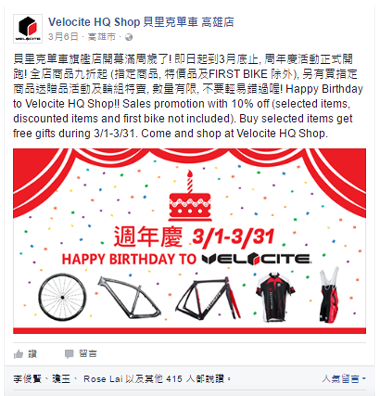 Velocite HQ Shop 貝里克單車 高雄店
3月6日 · 高雄市 ·
貝里克單車旗艦店開幕滿周歲了! 即日起到3月底止, 周年慶活動正式開
跑! 全店商品九折起 (指定商品, 特價品及FIRST BIKE 除外), 另有買指定
商品送贈品活動及輪組特賣, 數量有限, 不要輕易錯過喔! Happy Birthday
to Velocite HQ Shop!! Sales promotion with 10% off (selected items,
discounted items and first bike not included). Buy selected items get
free gifts during 3/1-3/31. Come and shop at Velocite HQ Shop.
週年慶 3/1-3/31
HAPPY BIRTHDAY TO VELOCITE
讚 留言
李俊賢、瓊王、 Rose Lai 以及其他 415 人都說讚。 人氣留言